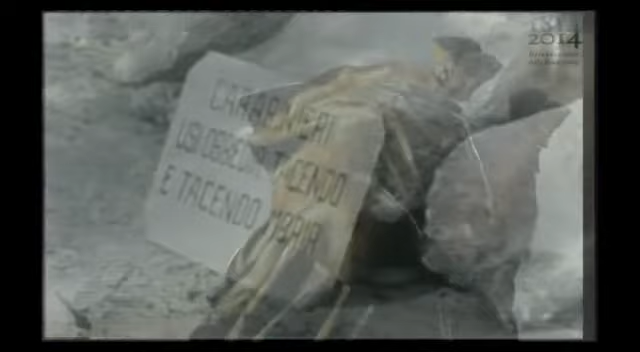 2014
CARABINIERI
USI OBBEDIR TACENDO
E TACENDO MORIR